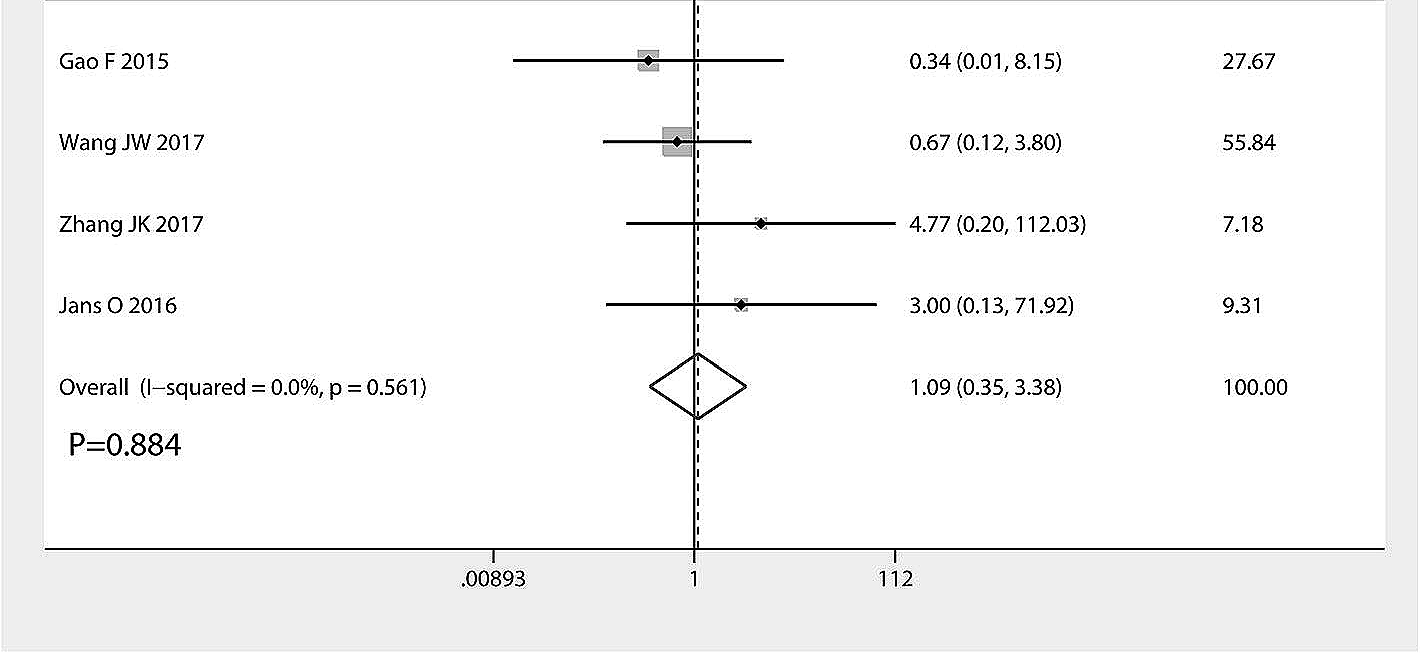 Gao F 2015 0.34 (0.01, 8.15) 27.67
Wang JW 2017 0.67 (0.12, 3.80) 55.84
Zhang JK 2017 4.77 (0.20, 112.03) 7.18
Jans O 2016 3.00 (0.13, 71.92) 9.31
Overall (I−squared = 0.0%, p = 0.561) 1.09 (0.35, 3.38) 100.00
P=0.884
.00893 1 112